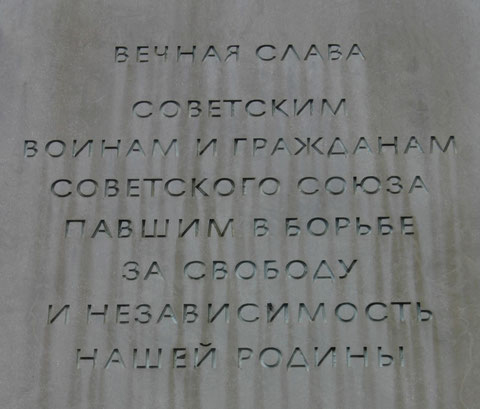 ВЕЧНАЯ СЛАВА
СОВЕТСКИМ
ВОИНАМ И ГРАЖДАНАМ
СОВЕТСКОГО СОЮЗА
ПАВШИМ В БОРЬБЕ
ЗА СВОБОДУ
И НЕЗАВИСИМОСТЬ
НАШЕЙ РОДИНЫ